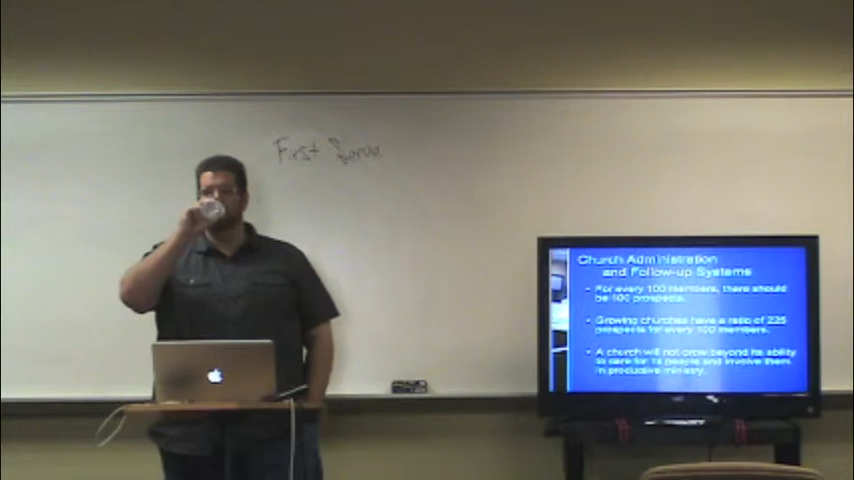 First Serve
Church Administration
and Follow-up Systems
• For every 100 members, there should
be 100 prospects.
• Growing churches have a ratio of 225
prospects for every 100 members.
• A church will not grow beyond its ability
to care for its people and involve them
in productive ministry.